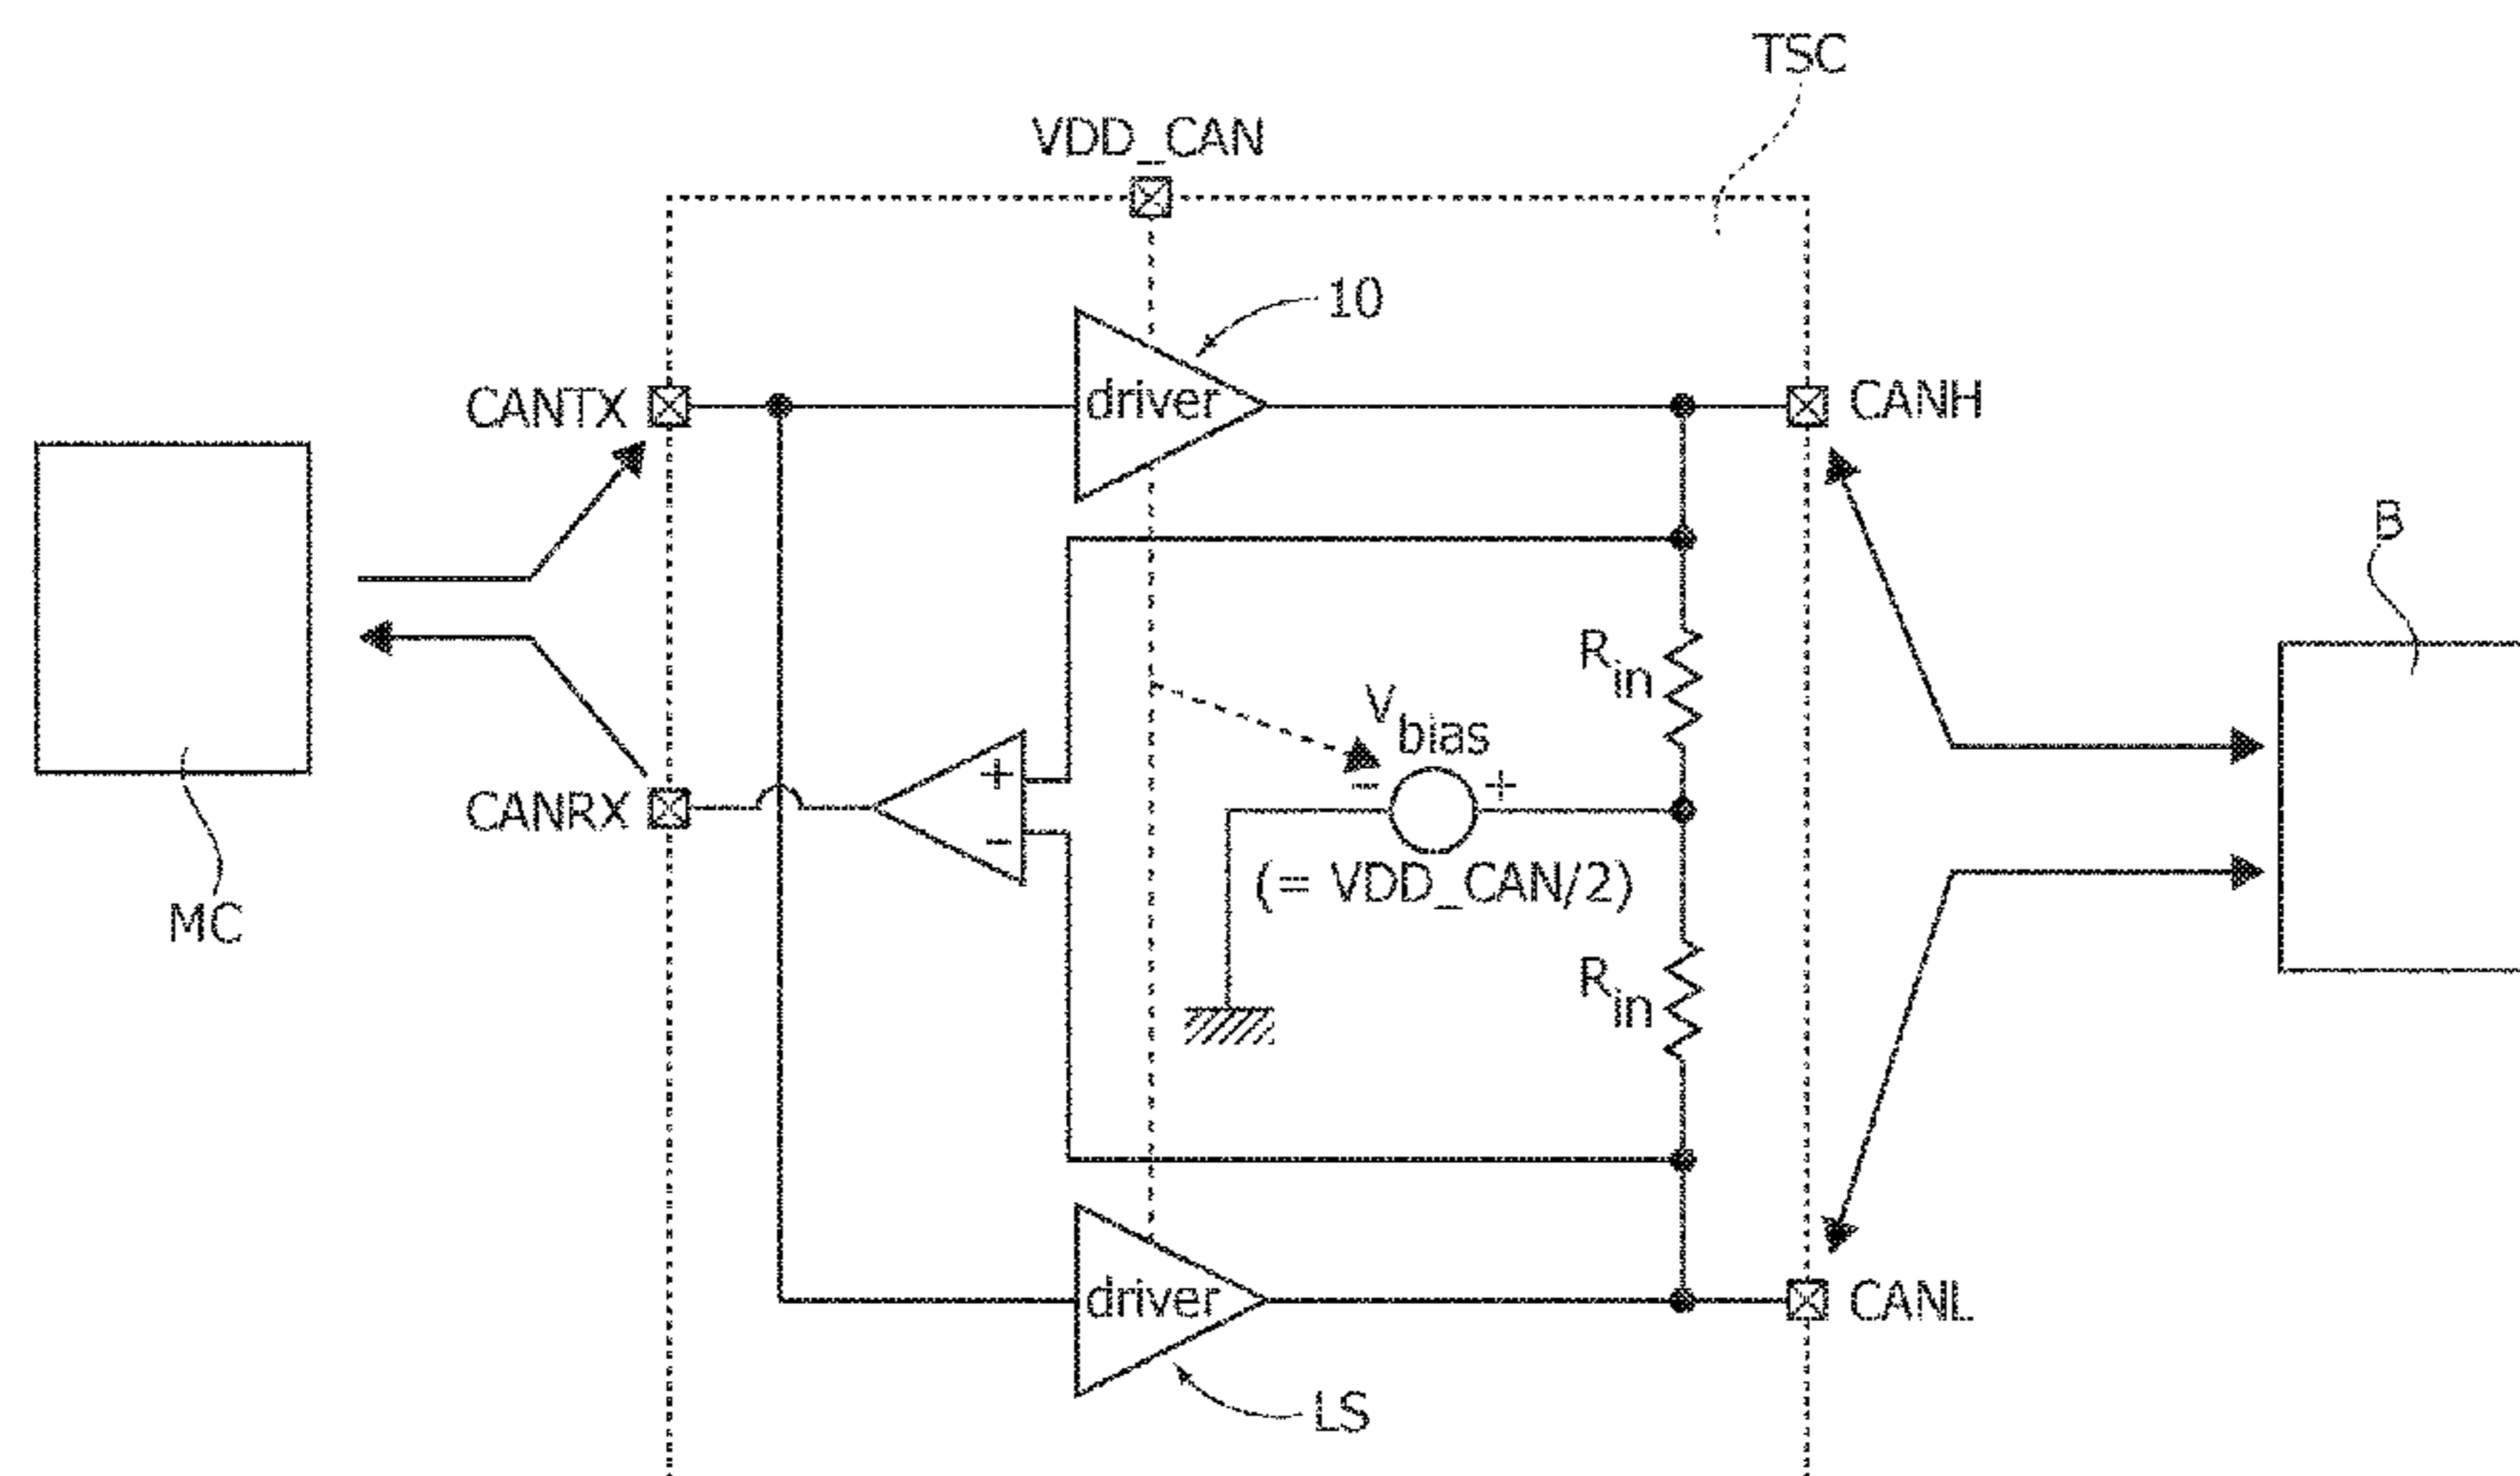 TSC
VDD_CAN
10
CANTX
driver
CANH
B
Rin
Vbias
+
- +
CANRX
-
(= VDD_CAN/2)
MC
Rin
driver
CANL
LS